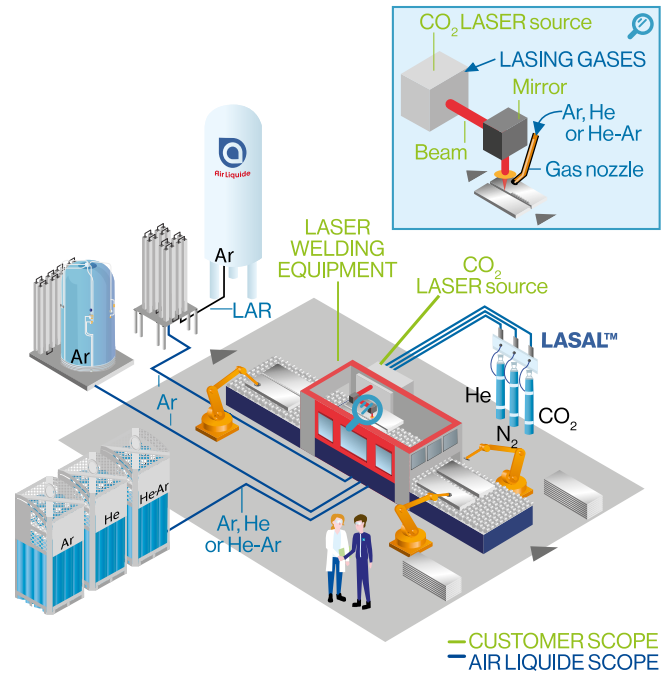 CO2 LASER source
LASING GASES
Mirror
Ar, He
or He-Ar
Beam
Gas nozzle
Air Liquide
Ar
LAR
LASER
WELDING
EQUIPMENT
CO2
LASER source
LASAL™
He
N2
CO2
Ar
Ar
Ar
He
He-Ar
Ar, He
or He-Ar
CUSTOMER SCOPE
AIR LIQUIDE SCOPE